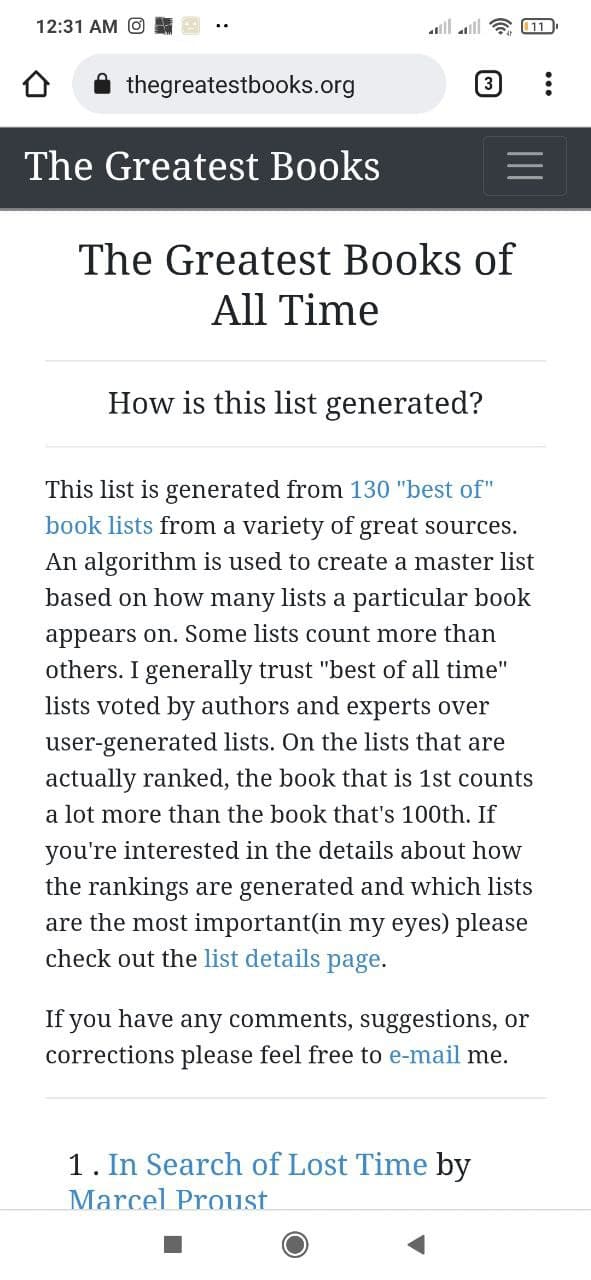 12:31 AM
11
thegreatestbooks.org
3
The Greatest Books
The Greatest Books of
All Time
How is this list generated?
This list is generated from 130 "best of"
book lists from a variety of great sources.
An algorithm is used to create a master list
based on how many lists a particular book
appears on. Some lists count more than
others. I generally trust "best of all time"
lists voted by authors and experts over
user-generated lists. On the lists that are
actually ranked, the book that is 1st counts
a lot more than the book that's 100th. If
you're interested in the details about how
the rankings are generated and which lists
are the most important(in my eyes) please
check out the list details page.
If you have any comments, suggestions, or
corrections please feel free to e-mail me.
1 . In Search of Lost Time by
Marcel Proust